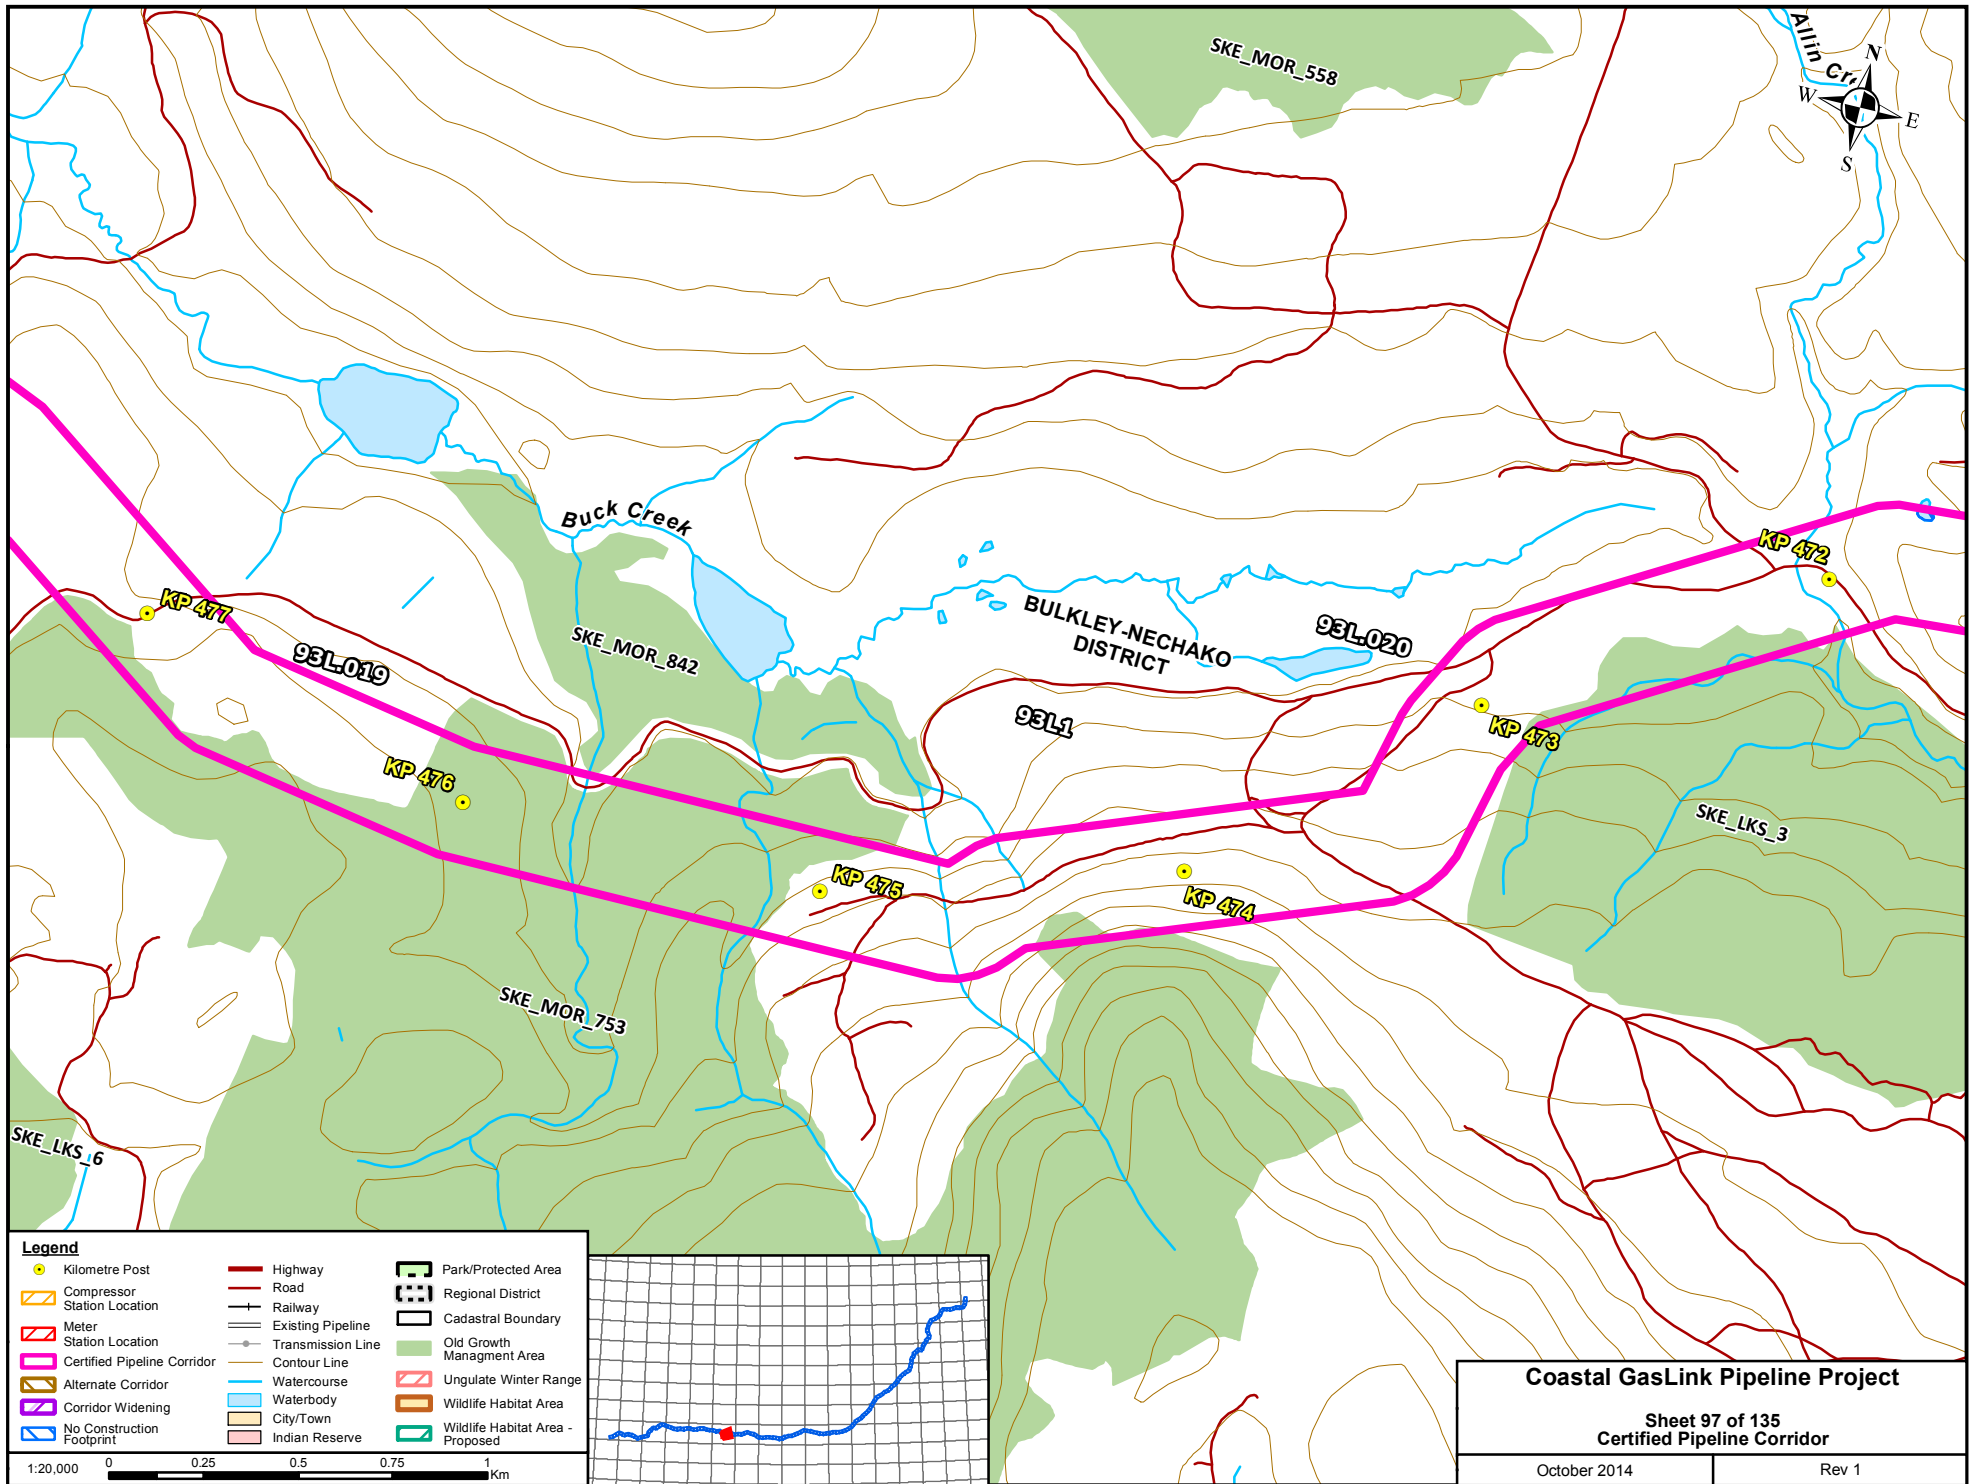 SKE_MOR_558
Allin Cr
N
W
E
S
Buck Creek
KP 472
KP 477
93L.019
SKE_MOR_842
BULKLEY-NECHAKO
DISTRICT
93L.020
93L1
KP 473
KP 476
SKE_LKS_3
KP 475
KP 474
SKE_MOR_753
SKE_LKS_6
Legend
Kilometre Post
Compressor
Station Location
Meter
Station Location
Certified Pipeline Corridor
Alternate Corridor
Corridor Widening
No Construction
Footprint
Highway
Road
Railway
Existing Pipeline
Transmission Line
Contour Line
Watercourse
Waterbody
City/Town
Indian Reserve
Park/Protected Area
Regional District
Cadastral Boundary
Old Growth
Managment Area
Ungulate Winter Range
Wildlife Habitat Area
Wildlife Habitat Area -
Proposed
1:20,000
0 0.25 0.5 0.75 1
Km
Coastal GasLink Pipeline Project
Sheet 97 of 135
Certified Pipeline Corridor
October 2014
Rev 1